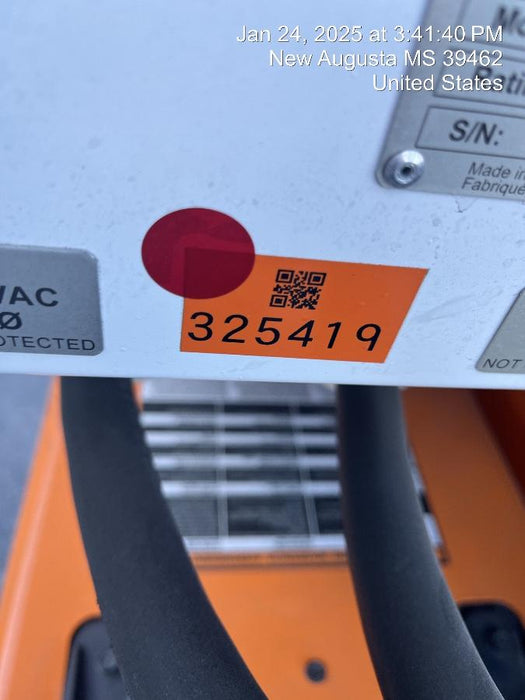 Jan 24, 2025 at 3:41:40 PM
New Augusta MS 39462
United States
S/N:
Made in
Fabriqué
VAC
Ø
OTECTED
325419
NOT